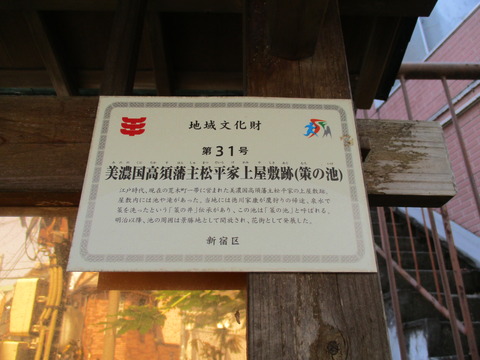 地域文化財
第31号
美濃国高須藩主松平家上屋敷跡(策の池)
江戸時代、現在の荒木町一帯に営まれた美濃国高須藩主松平家の上屋敷跡。
屋敷内には池や滝があった。当地には徳川家康が鷹狩りの帰途、泉水で
策を洗ったという「策の井」伝承があり、この池は「策の池」と呼ばれる。
明治以降、池の周囲は景勝地として開放され、花街として発展した。
新宿区